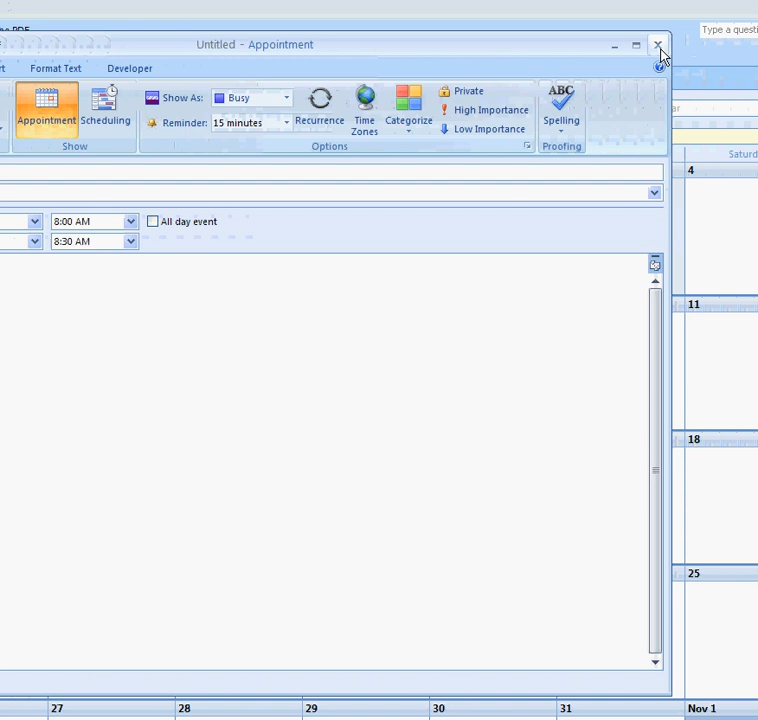 Type a questi
Untitled - Appointment
Format Text Developer
Appointment Scheduling
Show As: Busy
Reminder: 15 minutes
Recurrence
Time Zones
Categorize
Private
High Importance
Low Importance
ABC
Spelling
Show Options Proofing
Saturd
4
8:00 AM All day event
8:30 AM
11
18
25
27 28 29 30 31 Nov 1